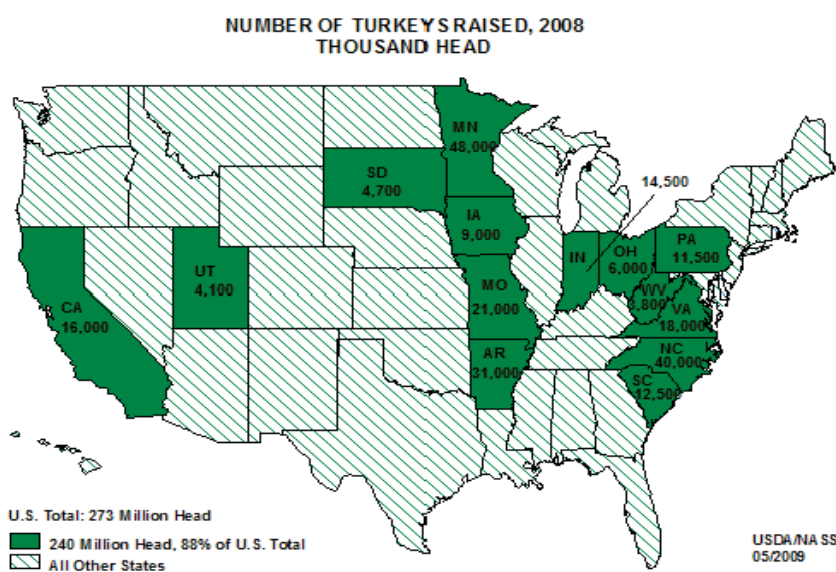 NUMBER OF TURKEYS RAISED, 2008
THOUSAND HEAD
MN
48,000
SD
4,700
14,500
IA
9,000
IN
OH
6,000
PA
11,500
UT
4,100
CA
16,000
MO
21,000
WV
3,800
VA
18,000
AR
31,000
NC
40,000
SC
12,500
U.S. Total: 273 Million Head
240 Million Head, 88% of U.S. Total
All Other States
USDA/NASS
05/2009